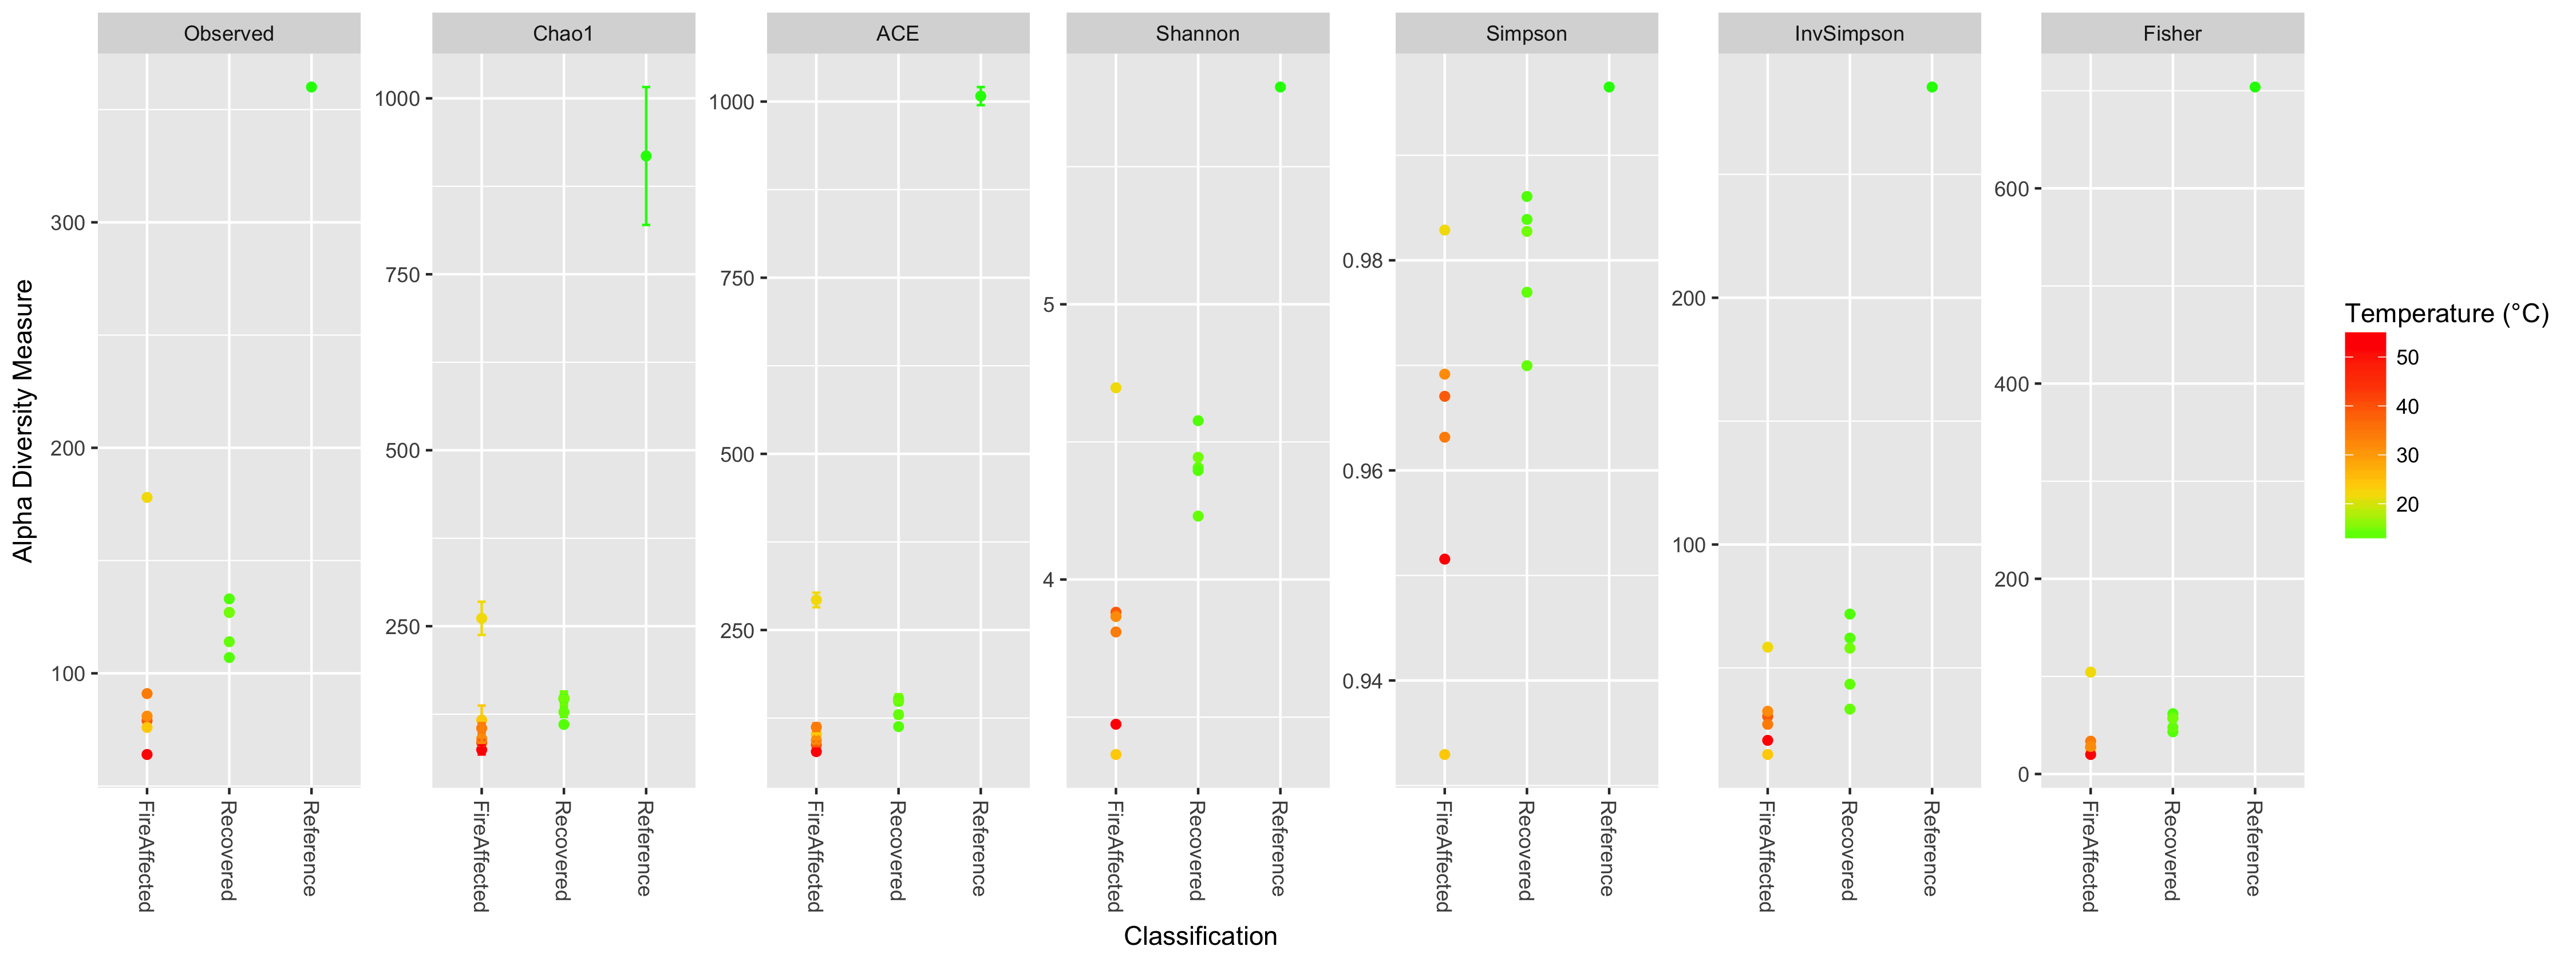 Observed
Chao1
ACE
Shannon
Simpson
InvSimpson
Fisher
Alpha Diversity Measure
300
200
100
1000
750
500
250
1000
750
500
250
5
4
0.98
0.96
0.94
200
100
600
400
200
0
FireAffected
Recovered
Reference
FireAffected
Recovered
Reference
FireAffected
Recovered
Reference
FireAffected
Recovered
Reference
FireAffected
Recovered
Reference
FireAffected
Recovered
Reference
FireAffected
Recovered
Reference
Classification
Temperature (°C)
50
40
30
20